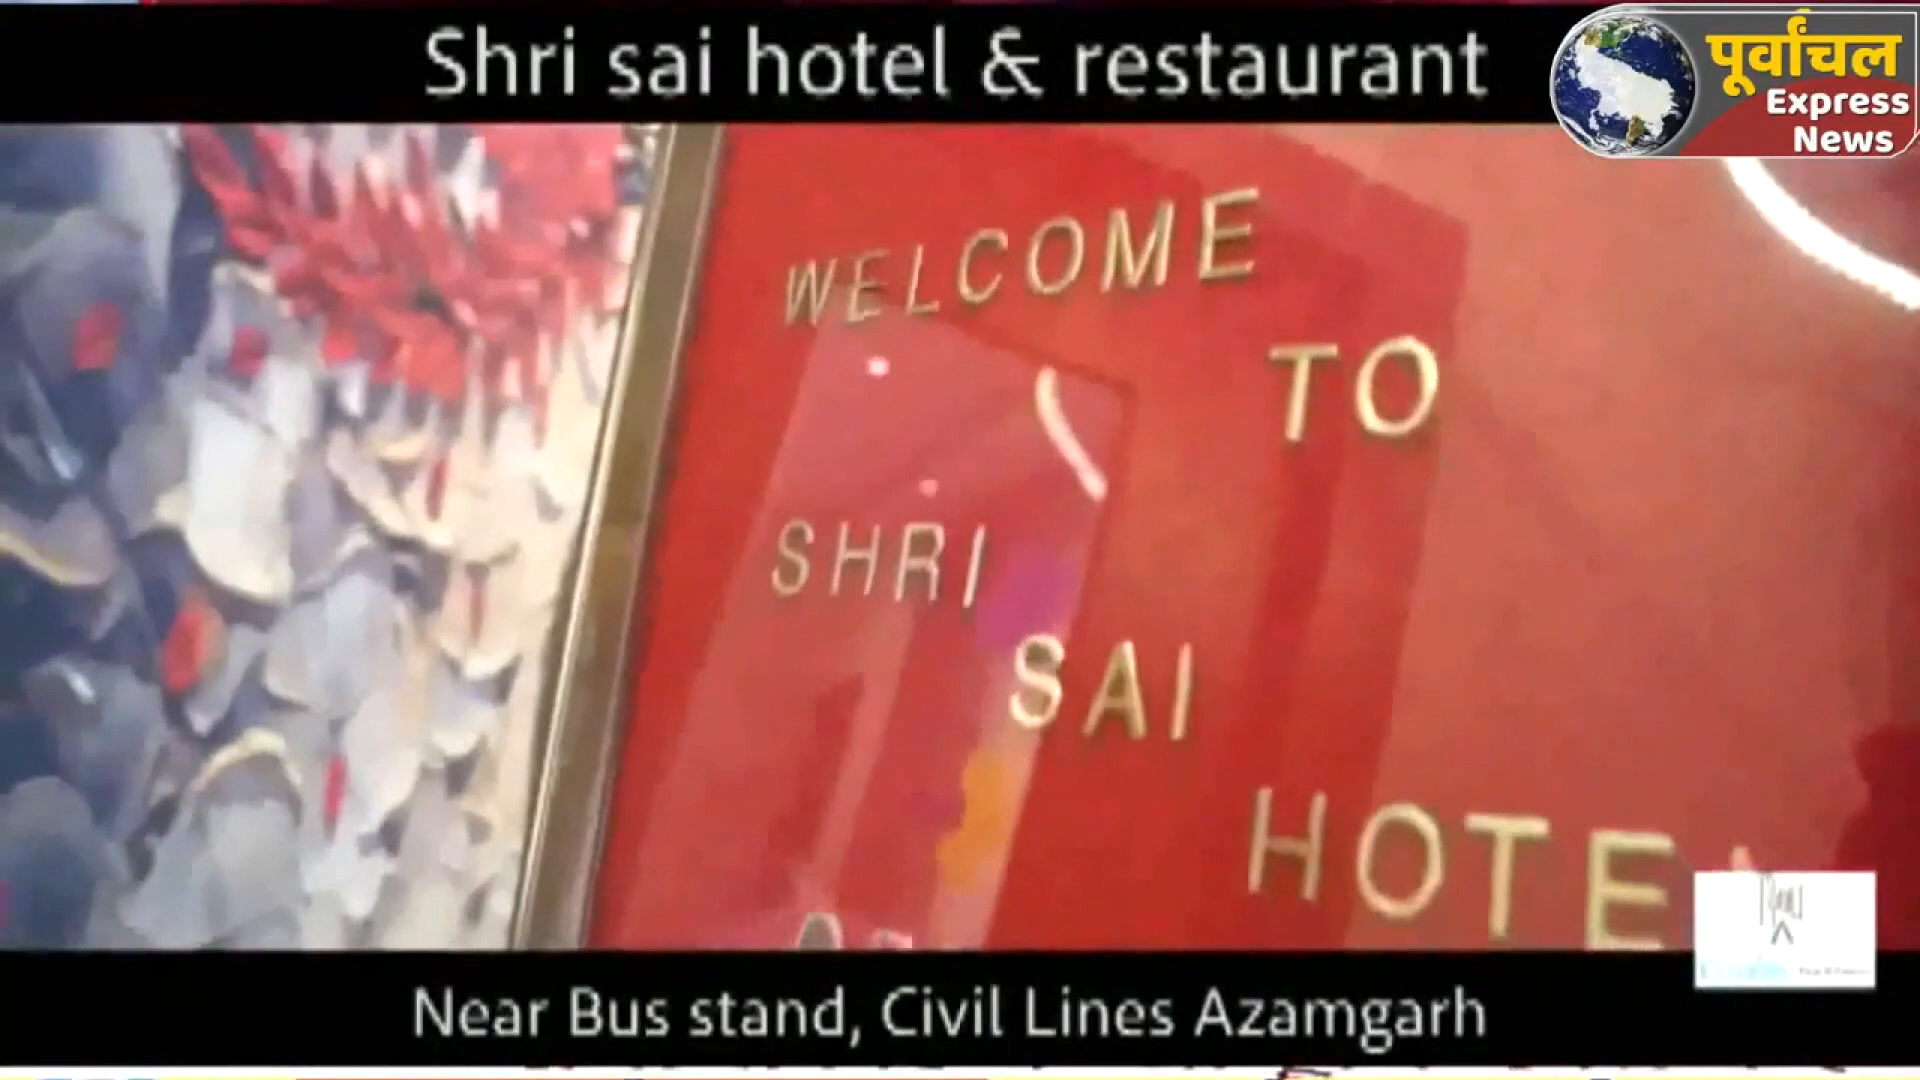 Shri sai hotel & restaurant
पूर्वांचल
Express
News
WELCOME
TO
SHRI
SAI
HOTE
Near Bus stand, Civil Lines Azamgarh